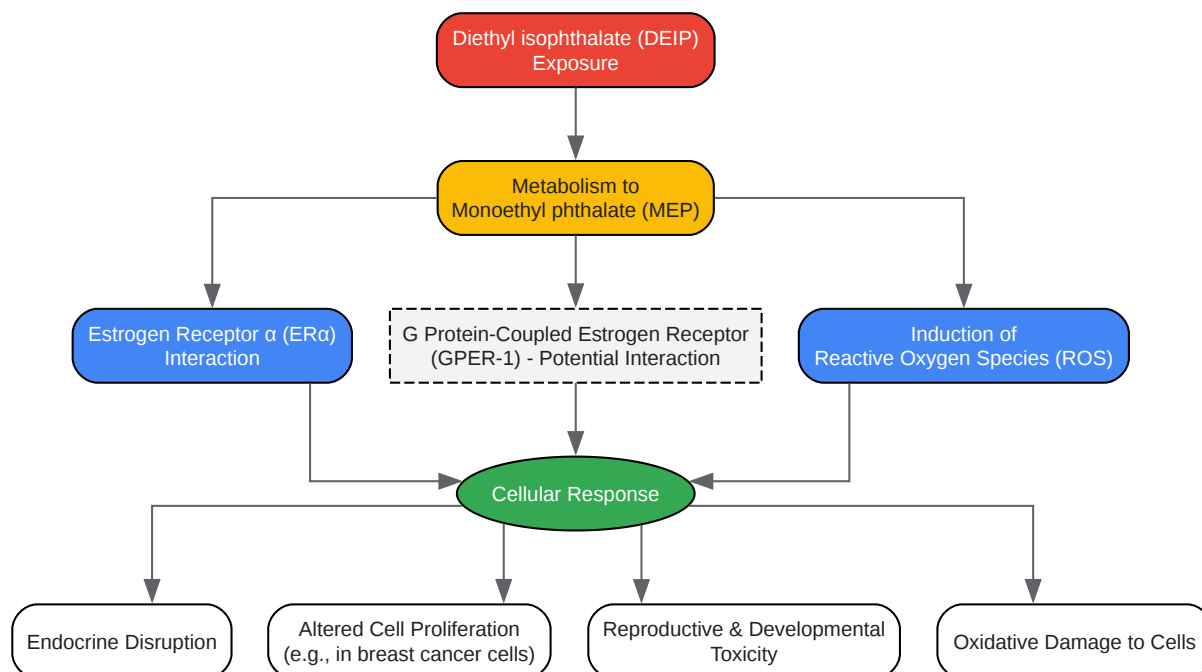 Diethyl isophthalate (DEIP)
Exposure
Metabolism to
Monoethyl phthalate (MEP)
Estrogen Receptor α (ERα)
Interaction
G Protein-Coupled Estrogen Receptor
(GPER-1) - Potential Interaction
Induction of
Reactive Oxygen Species (ROS)
Cellular Response
Endocrine Disruption
Altered Cell Proliferation
(e.g., in breast cancer cells)
Reproductive & Developmental
Toxicity
Oxidative Damage to Cells